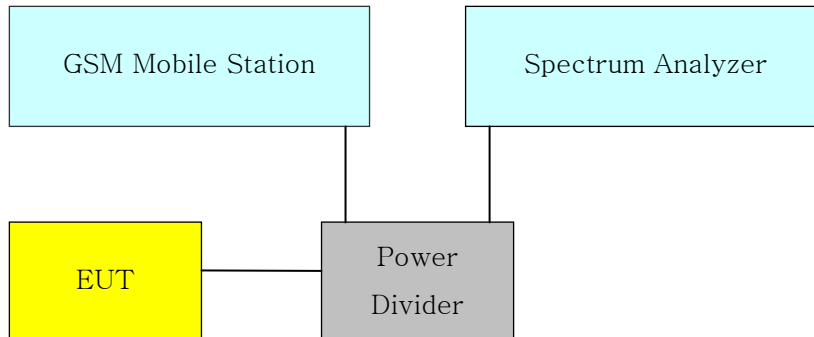 GSM Mobile Station
Spectrum Analyzer
EUT
Power
Divider